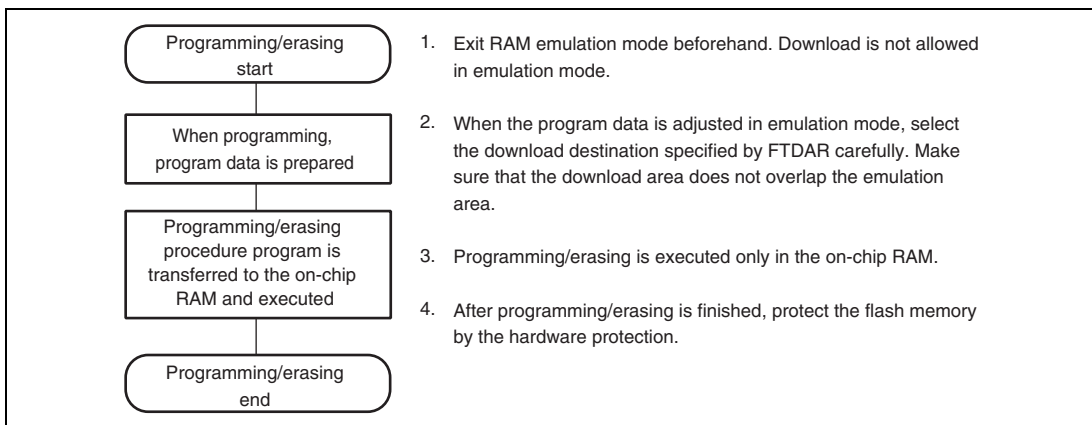 Programming/erasing
start
When programming,
program data is prepared
Programming/erasing
procedure program is
transferred to the on-chip
RAM and executed
Programming/erasing
end
1. Exit RAM emulation mode beforehand. Download is not allowed
in emulation mode.
2. When the program data is adjusted in emulation mode, select
the download destination specified by FTDAR carefully. Make
sure that the download area does not overlap the emulation
area.
3. Programming/erasing is executed only in the on-chip RAM.
4. After programming/erasing is finished, protect the flash memory
by the hardware protection.